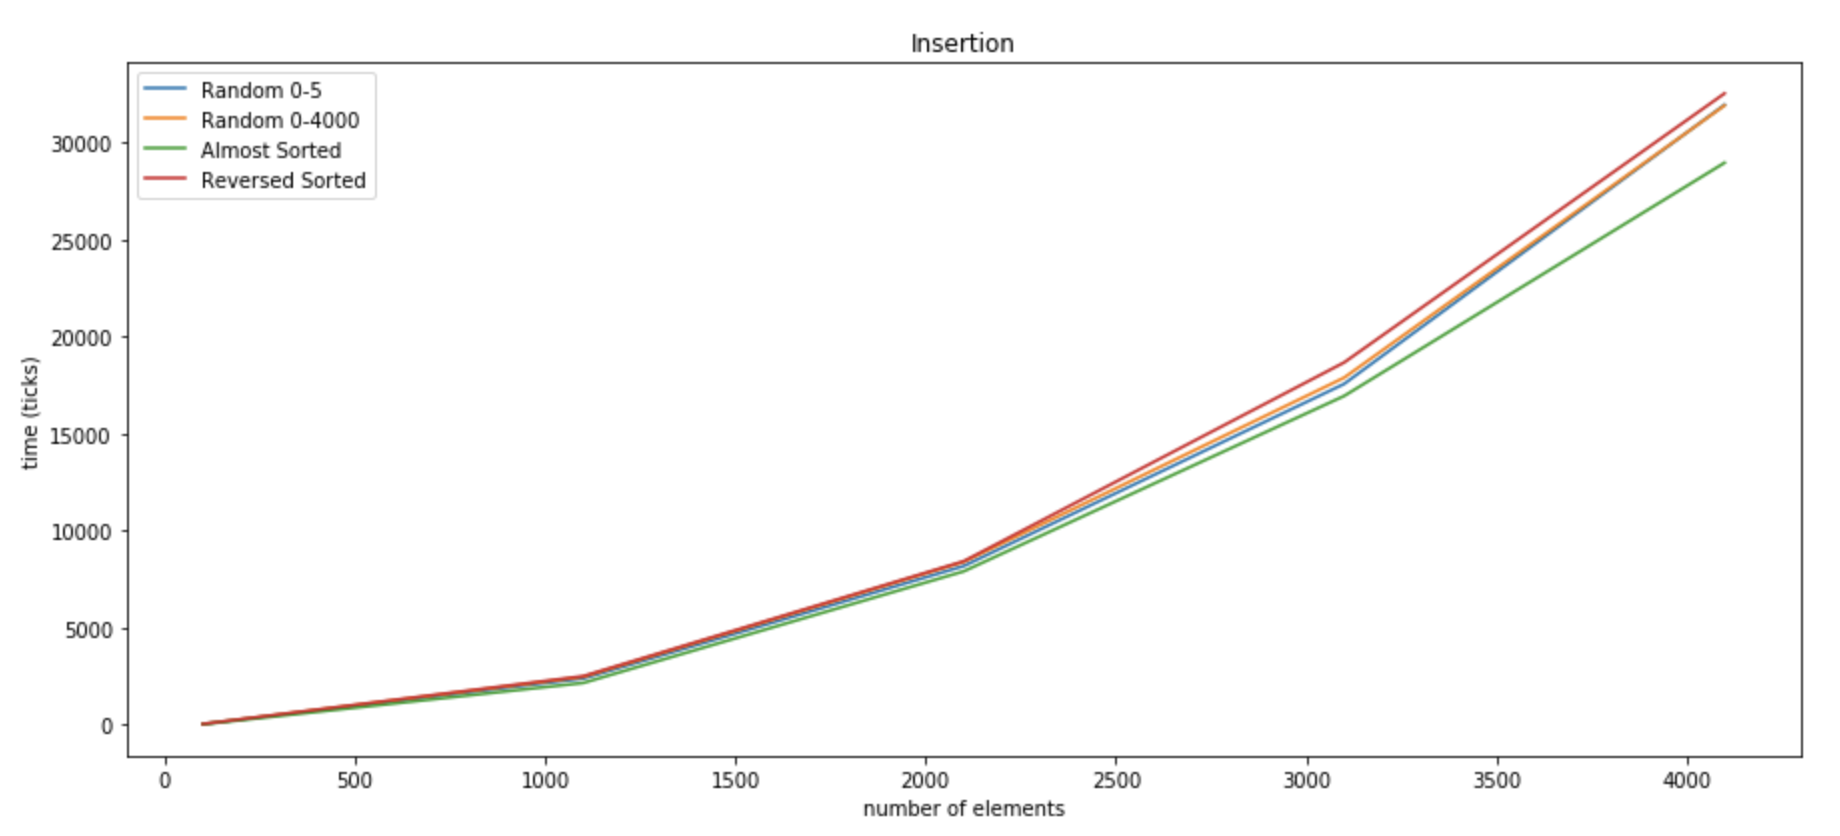 Insertion
Random 0-5
Random 0-4000
Almost Sorted
Reversed Sorted
30000
25000
20000
15000
10000
5000
0
time (ticks)
0 500 1000 1500 2000 2500 3000 3500 4000
number of elements